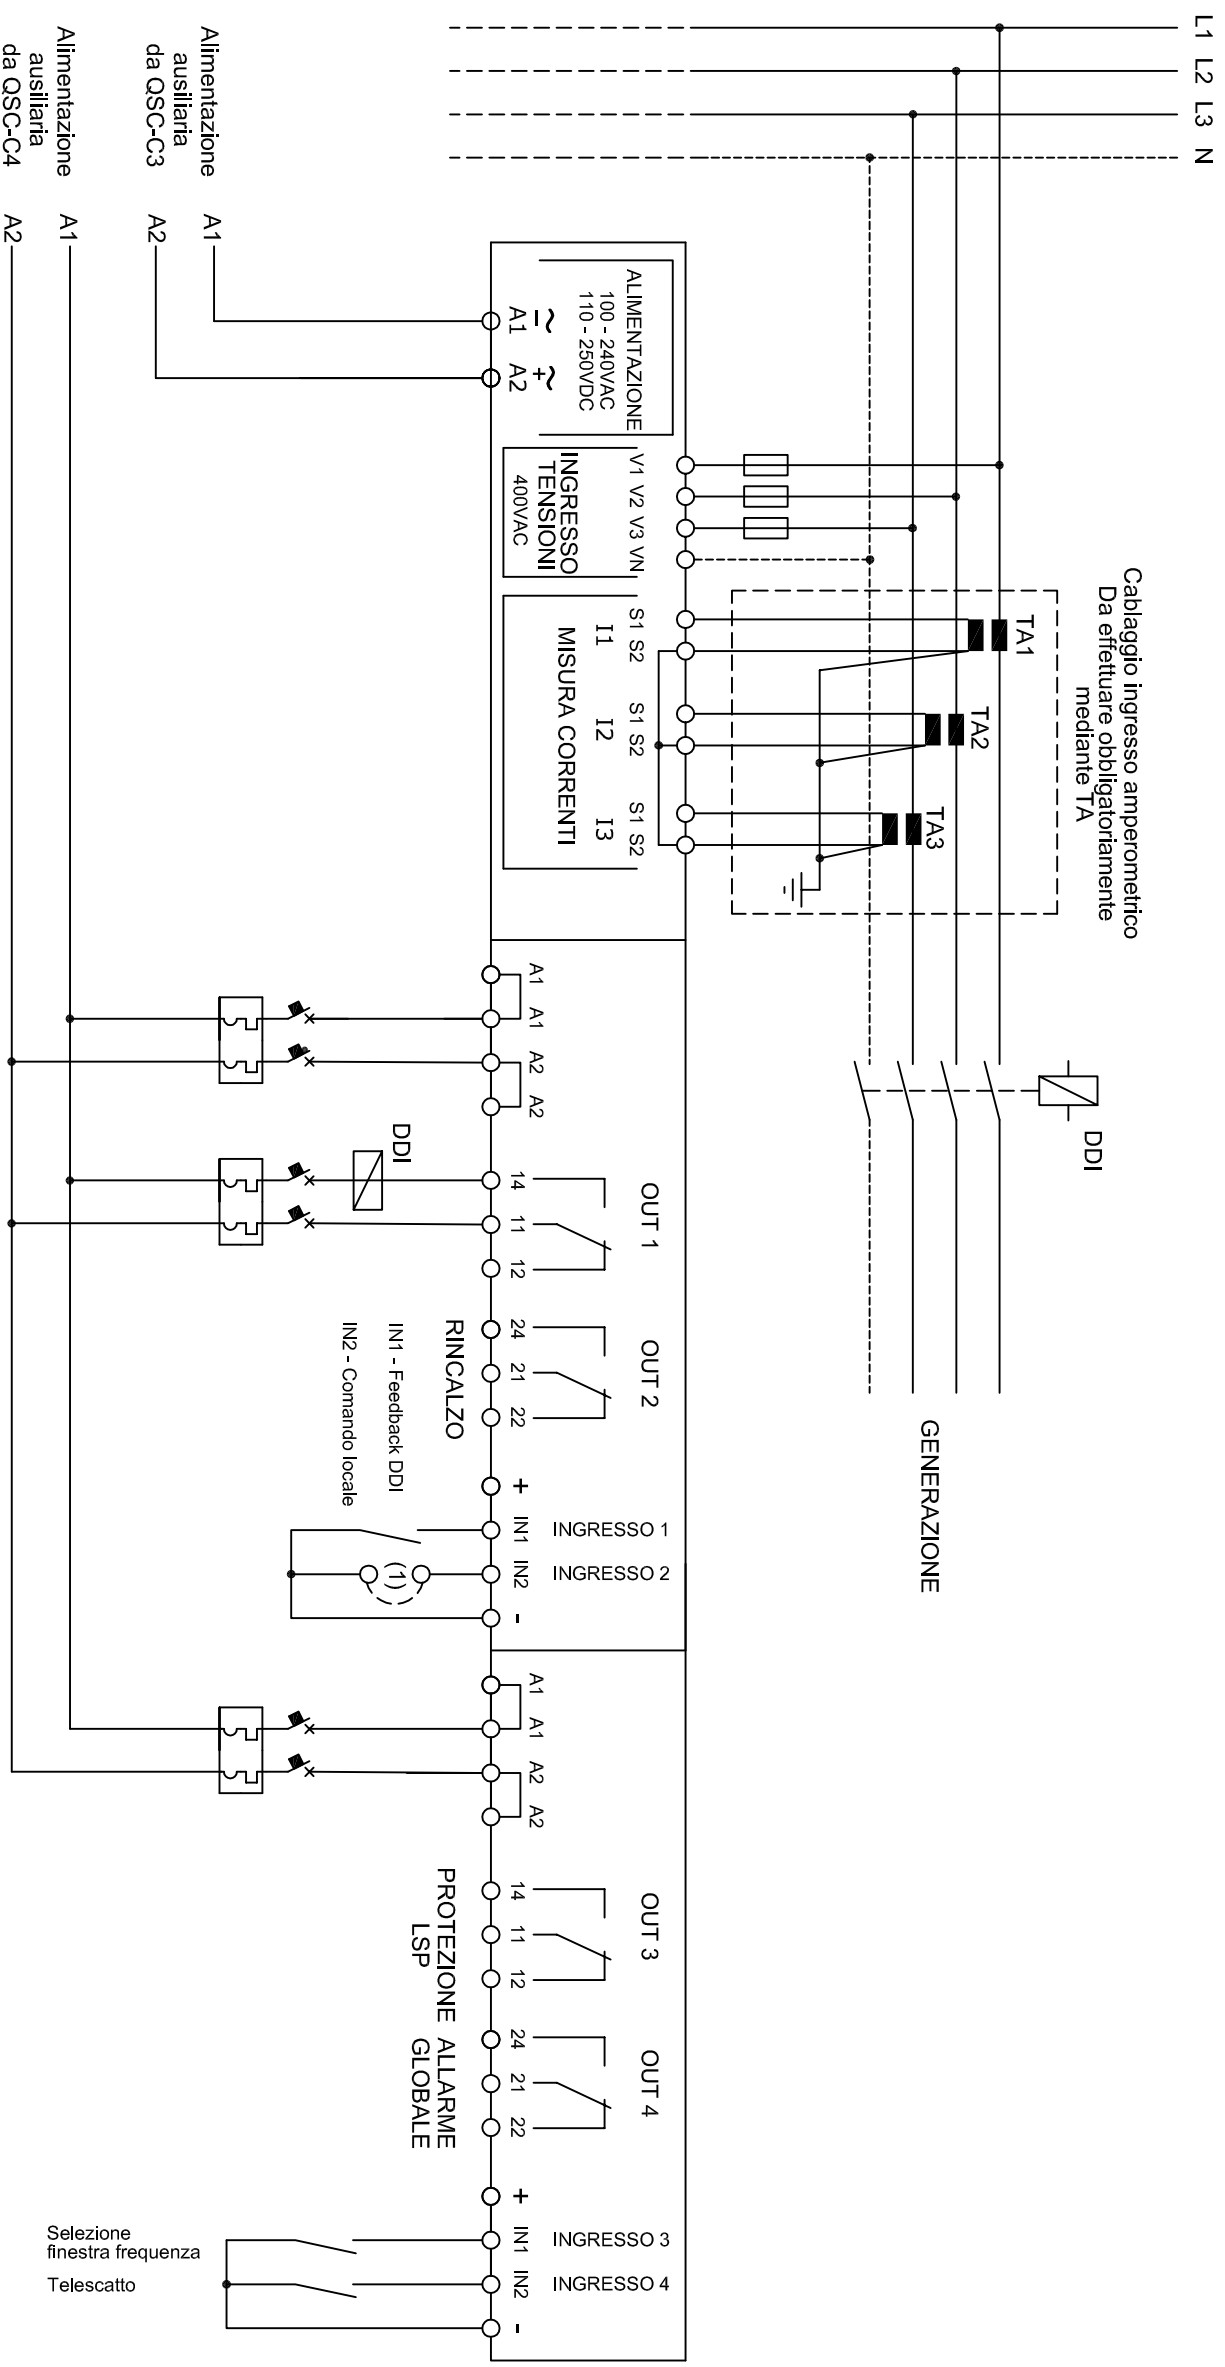 L1
L2
L3
N
Alimentazione
ausiliaria
da QSC-C3
A1
A2
Alimentazione
ausiliaria
da QSC-C4
A1
A2
ALIMENTAZIONE
100 - 240VAC
110 - 250VDC
~ ~
- +
A1 A2
V1 V2 V3 VN
INGRESSO
TENSIONI
400VAC
S1 S2 S1 S2 S1 S2
I1 I2 I3
MISURA CORRENTI
Cablaggio ingresso amperometrico
Da effettuare obbligatoriamente
mediante TA
TA1
TA2
TA3
DDI
GENERAZIONE
A1 A1 A2 A2
DDI
OUT 1
14 11 12
OUT 2
24 21 22
RINCALZO
IN1 - Feedback DDI
IN2 - Comando locale
+ IN1 IN2 -
INGRESSO 1
INGRESSO 2
(1)
A1 A1 A2 A2
OUT 3
14 11 12
PROTEZIONE
LSP
OUT 4
24 21 22
ALLARME
GLOBALE
+ IN1 IN2 -
INGRESSO 3
INGRESSO 4
Selezione
finestra frequenza
Telescatto